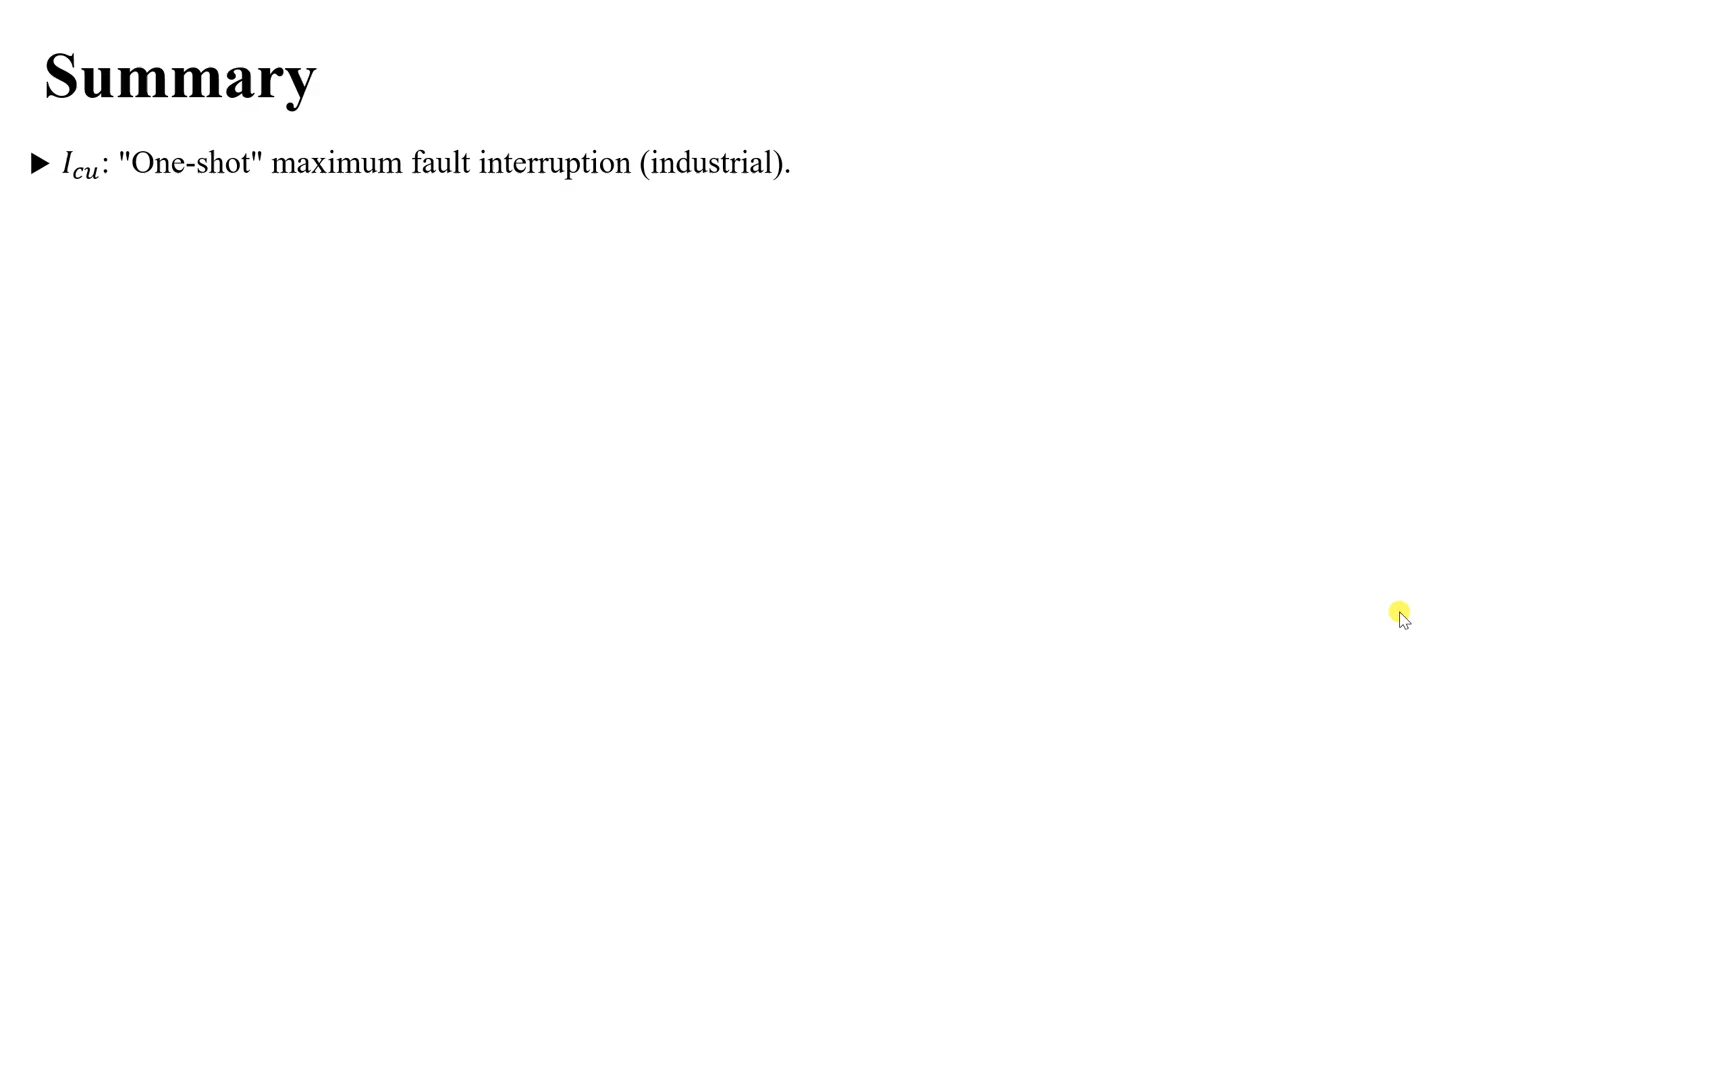 Summary
▶ I_cu: "One-shot" maximum fault interruption (industrial).